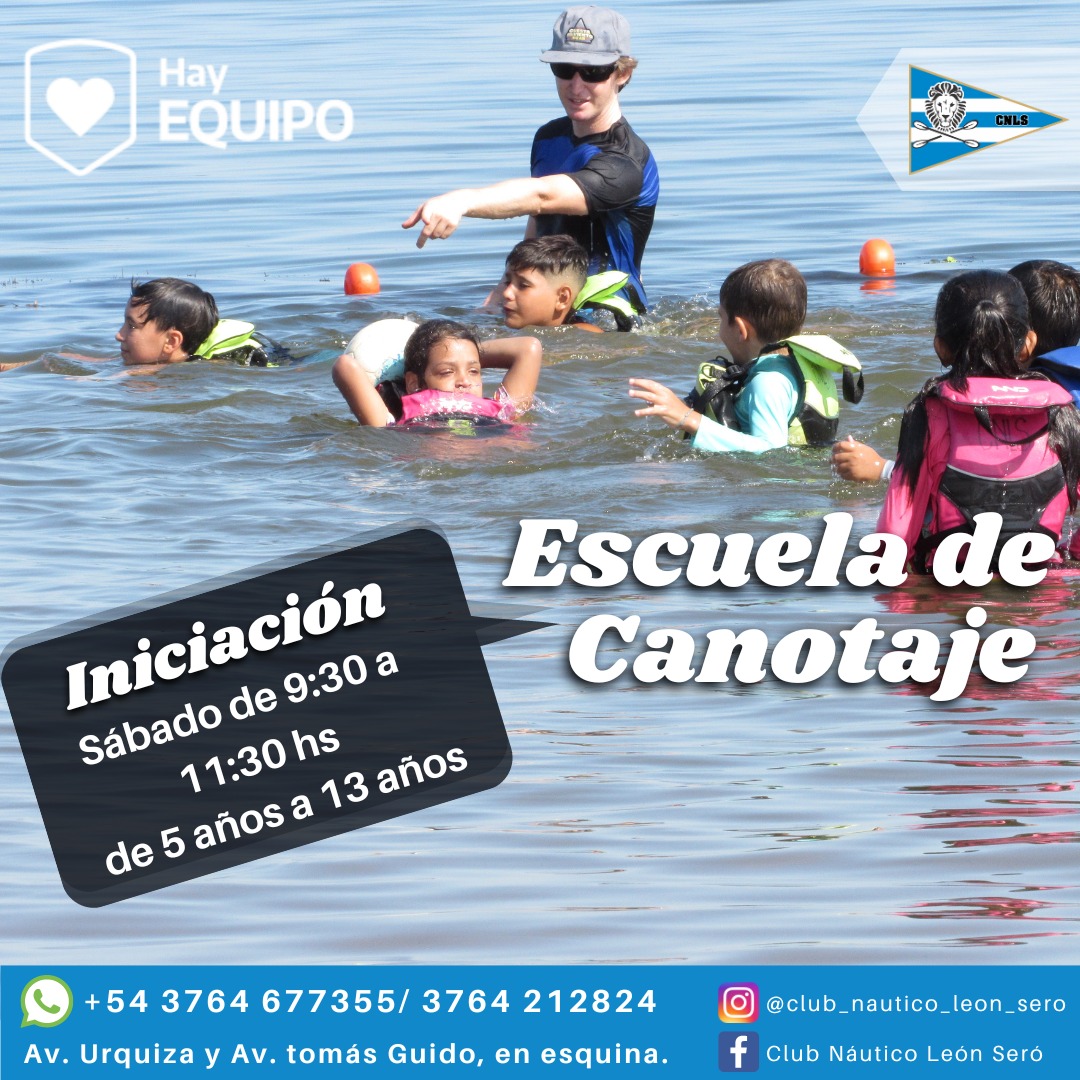 Hay
EQUIPO
CNLS
Escuela de
Canotaje
Iniciación
Sábado de 9:30 a
11:30 hs
de 5 años a 13 años
+54 3764 677355/ 3764 212824
@club_nautico_leon_sero
Av. Urquiza y Av. tomás Guido, en esquina.
Club Náutico León Seró